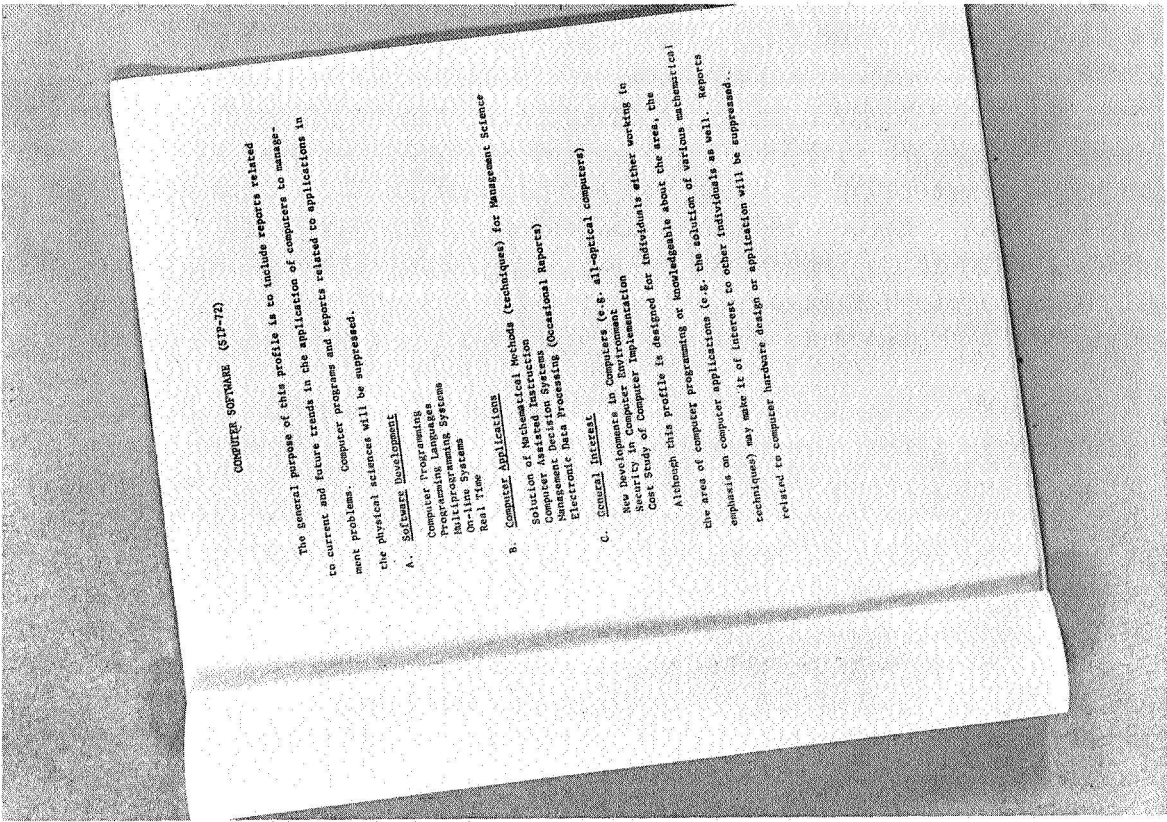 COMPUTER SOFTWARE (SIP-72)
The general purpose of this profile is to include reports related
to current and future trends in the application of computers to manage-
ment problems. Computer programs and reports related to applications in
the physical sciences will be suppressed.
A. Software Development
Computer Programming
Programming Languages
Multiprogramming Systems
On-line Systems
Real Time
B. Computer Applications
Solution of Mathematical Methods (techniques) for Management Science
Computer Assisted Instruction
Management Decision Systems
Electronic Data Processing (Occasional Reports)
C. General Interest
New Developments in Computers (e.g. all-optical computers)
Security in Computer Environment
Cost Study of Computer Implementation
Although this profile is designed for individuals either working in
the area of computer programming or knowledgeable about the area, the
emphasis on computer applications (e.g. the solution of various mathematical
techniques) may make it of interest to other individuals as well. Reports
related to computer hardware design or application will be suppressed..